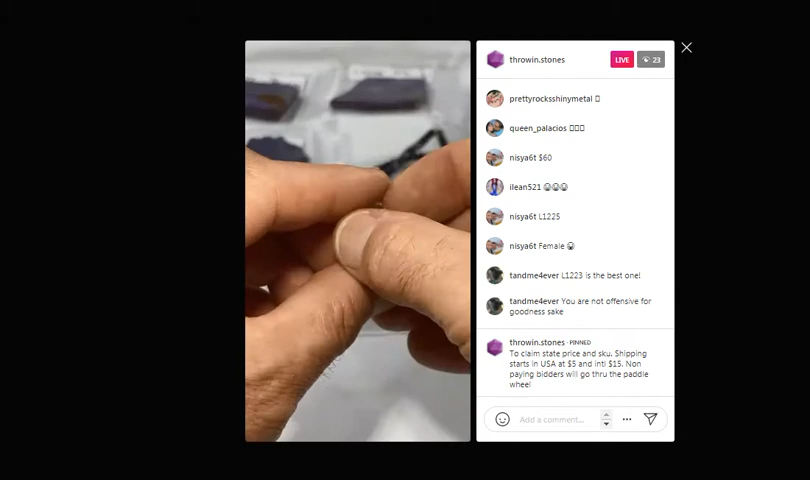 throwin.stones
LIVE
23
prettyrocksshinymetal
queen_palacios
nisya6t $60
ilean521
nisya6t L1225
nisya6t Female
tandme4ever L1223 is the best one!
tandme4ever You are not offensive for
goodness sake
throwin.stones · PINNED
To claim state price and sku. Shipping
starts in USA at $5 and intl $15. Non
paying bidders will go thru the paddle
wheel
Add a comment...